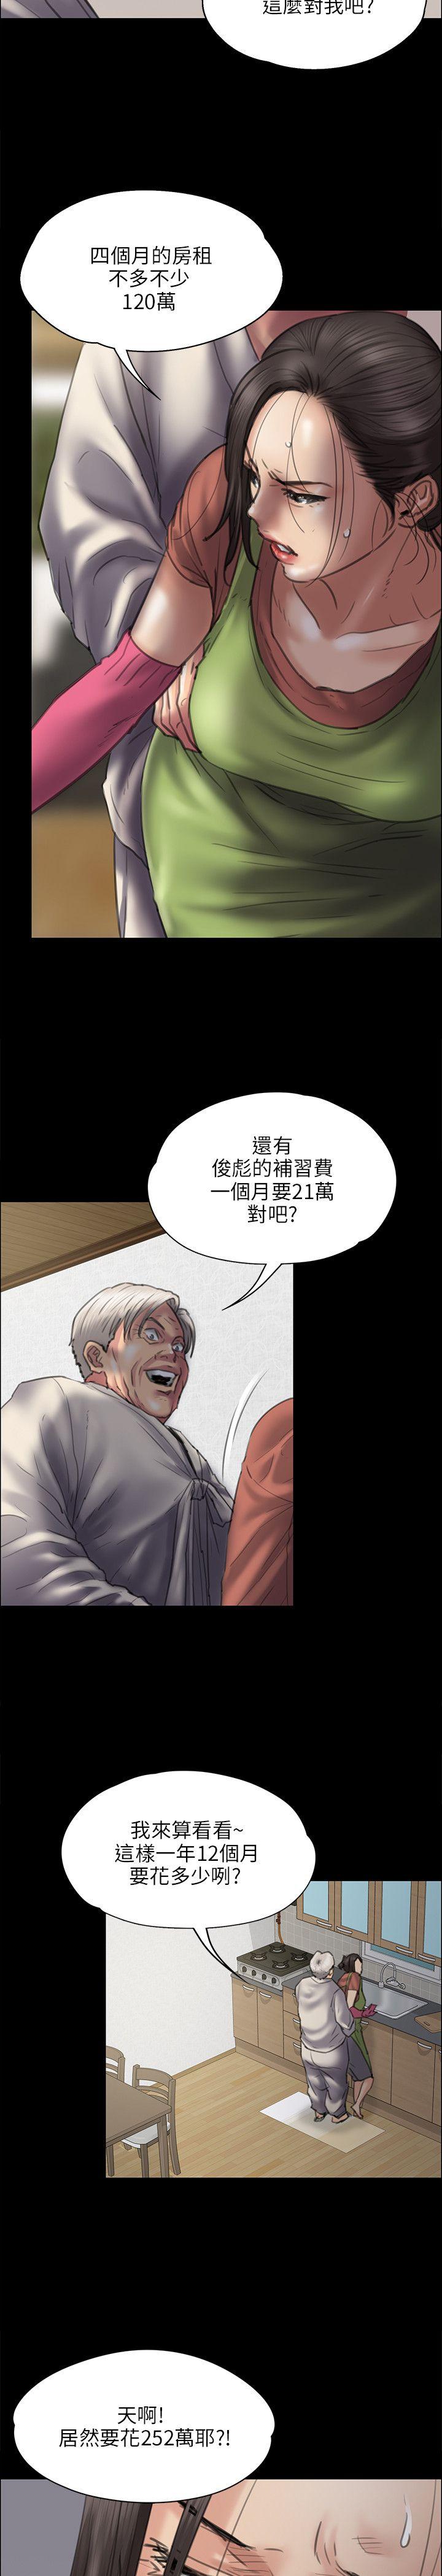 這麼對我吧?
四個月的房租
不多不少
120萬
還有
俊彪的補習費
一個月要21萬
對吧?
我來算看看~
這樣一年12個月
要花多少咧?
天啊!
居然要花252萬耶?!